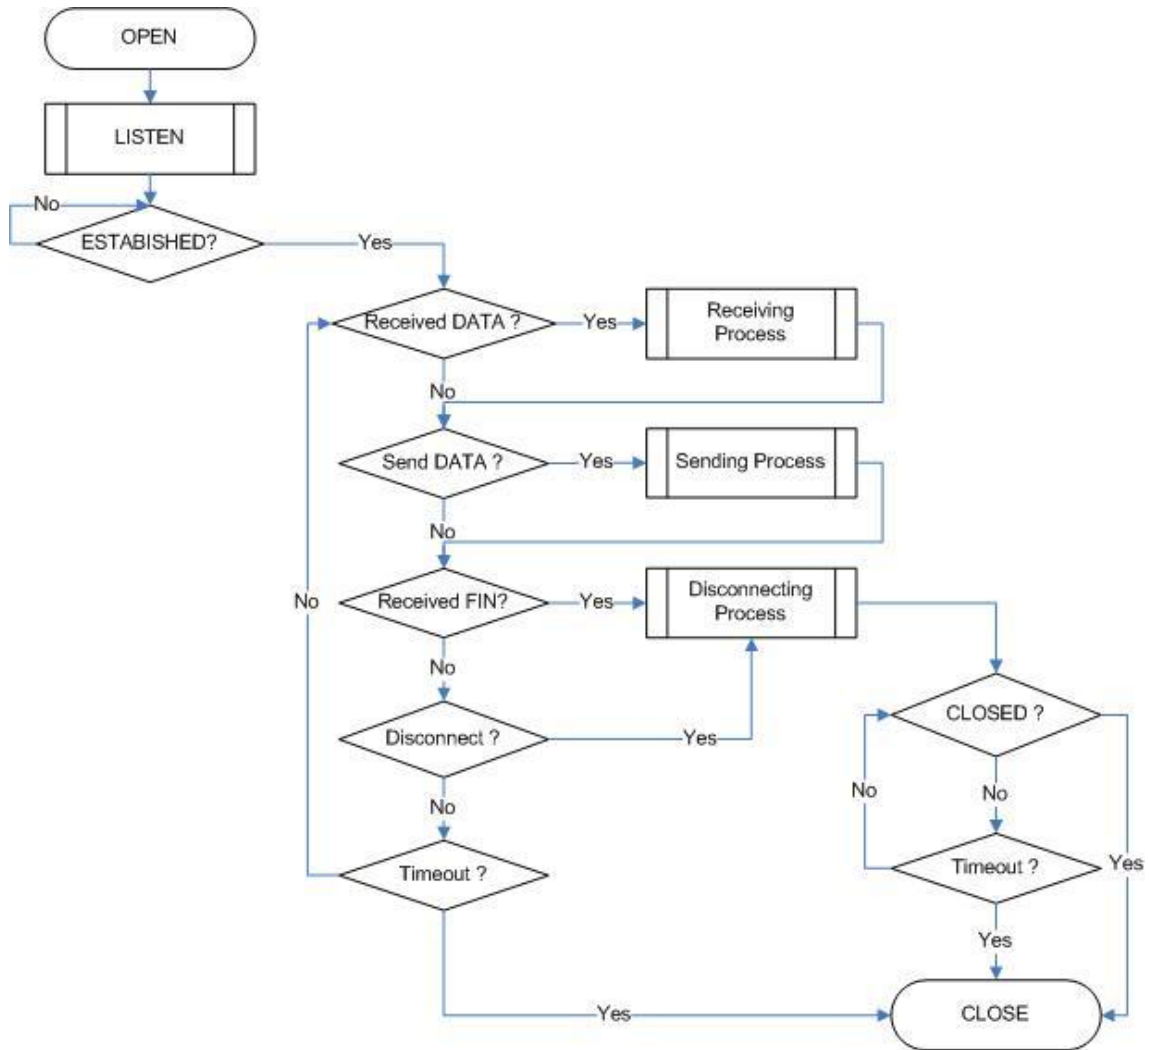 OPEN
LISTEN
No
ESTABISHED?
Yes
Received DATA ?
Yes
Receiving
Process
No
Send DATA ?
Yes
Sending Process
No
Received FIN?
Yes
Disconnecting
Process
No
No
Disconnect ?
Yes
CLOSED ?
No
No
No
Timeout ?
Timeout ?
Yes
Yes
Yes
CLOSE